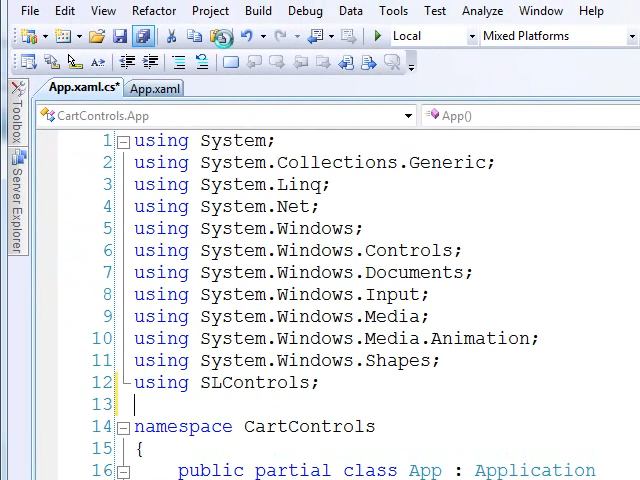 File Edit View Refactor Project Build Debug Data Tools Test Analyze Window Help
Local Mixed Platforms
App.xaml.cs* App.xaml
CartControls.App App()
Toolbox
Server Explorer
1 using System;
2 using System.Collections.Generic;
3 using System.Linq;
4 using System.Net;
5 using System.Windows;
6 using System.Windows.Controls;
7 using System.Windows.Documents;
8 using System.Windows.Input;
9 using System.Windows.Media;
10 using System.Windows.Media.Animation;
11 using System.Windows.Shapes;
12 using SLControls;
13
14 namespace CartControls
15 {
16 public partial class App : Application